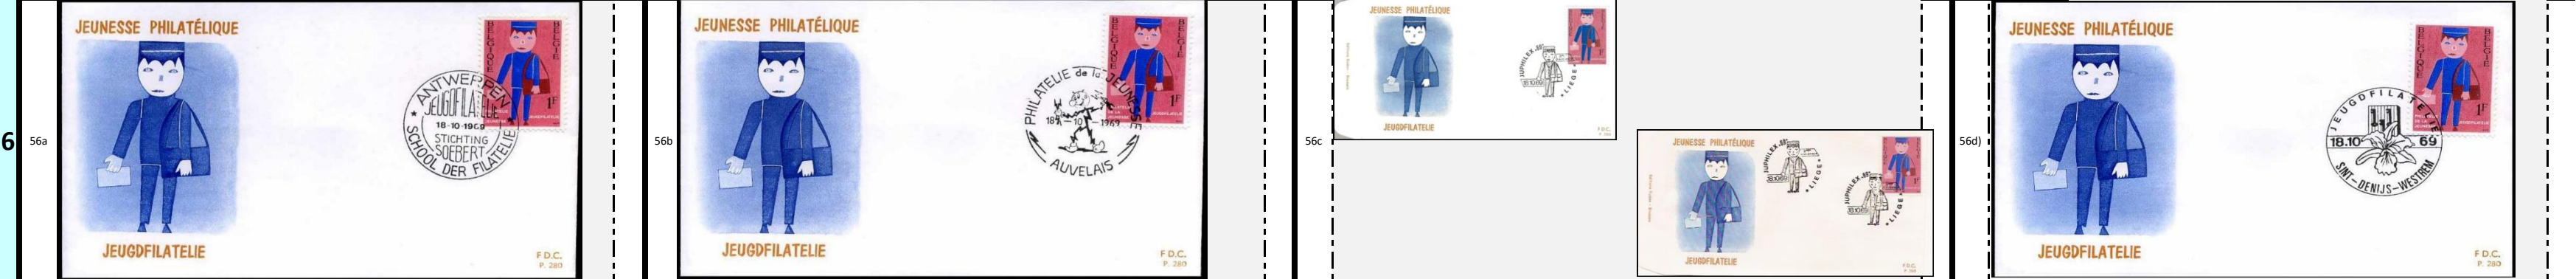 6
56a
JEUNESSE PHILATÉLIQUE
BELGIQUE
BELGIE
1F
ANTWERPEN
JEUGDFILATELIE
18-10-1969
STICHTING
SOEBERT
SCHOOL DER FILATELIE
JEUGDFILATELIE
F.D.C.
P. 280
56b
JEUNESSE PHILATÉLIQUE
BELGIQUE
BELGIE
1F
PHILATELIE de la JEUNESSE
18-10-1969
AUVELAIS
JEUGDFILATELIE
F.D.C.
P. 280
56c
JEUNESSE PHILATÉLIQUE
JUPHILEX
LIEGE
JEUGDFILATELIE
F.D.C.
JEUNESSE PHILATÉLIQUE
JUPHILEX
LIEGE
JUPHILEX
LIEGE
JEUGDFILATELIE
56d)
JEUNESSE PHILATÉLIQUE
BELGIQUE
BELGIE
1F
JEUGDFILATELIE
18.10 69
SINT-DENIJS-WESTREM
JEUGDFILATELIE
F.D.C.
P. 280